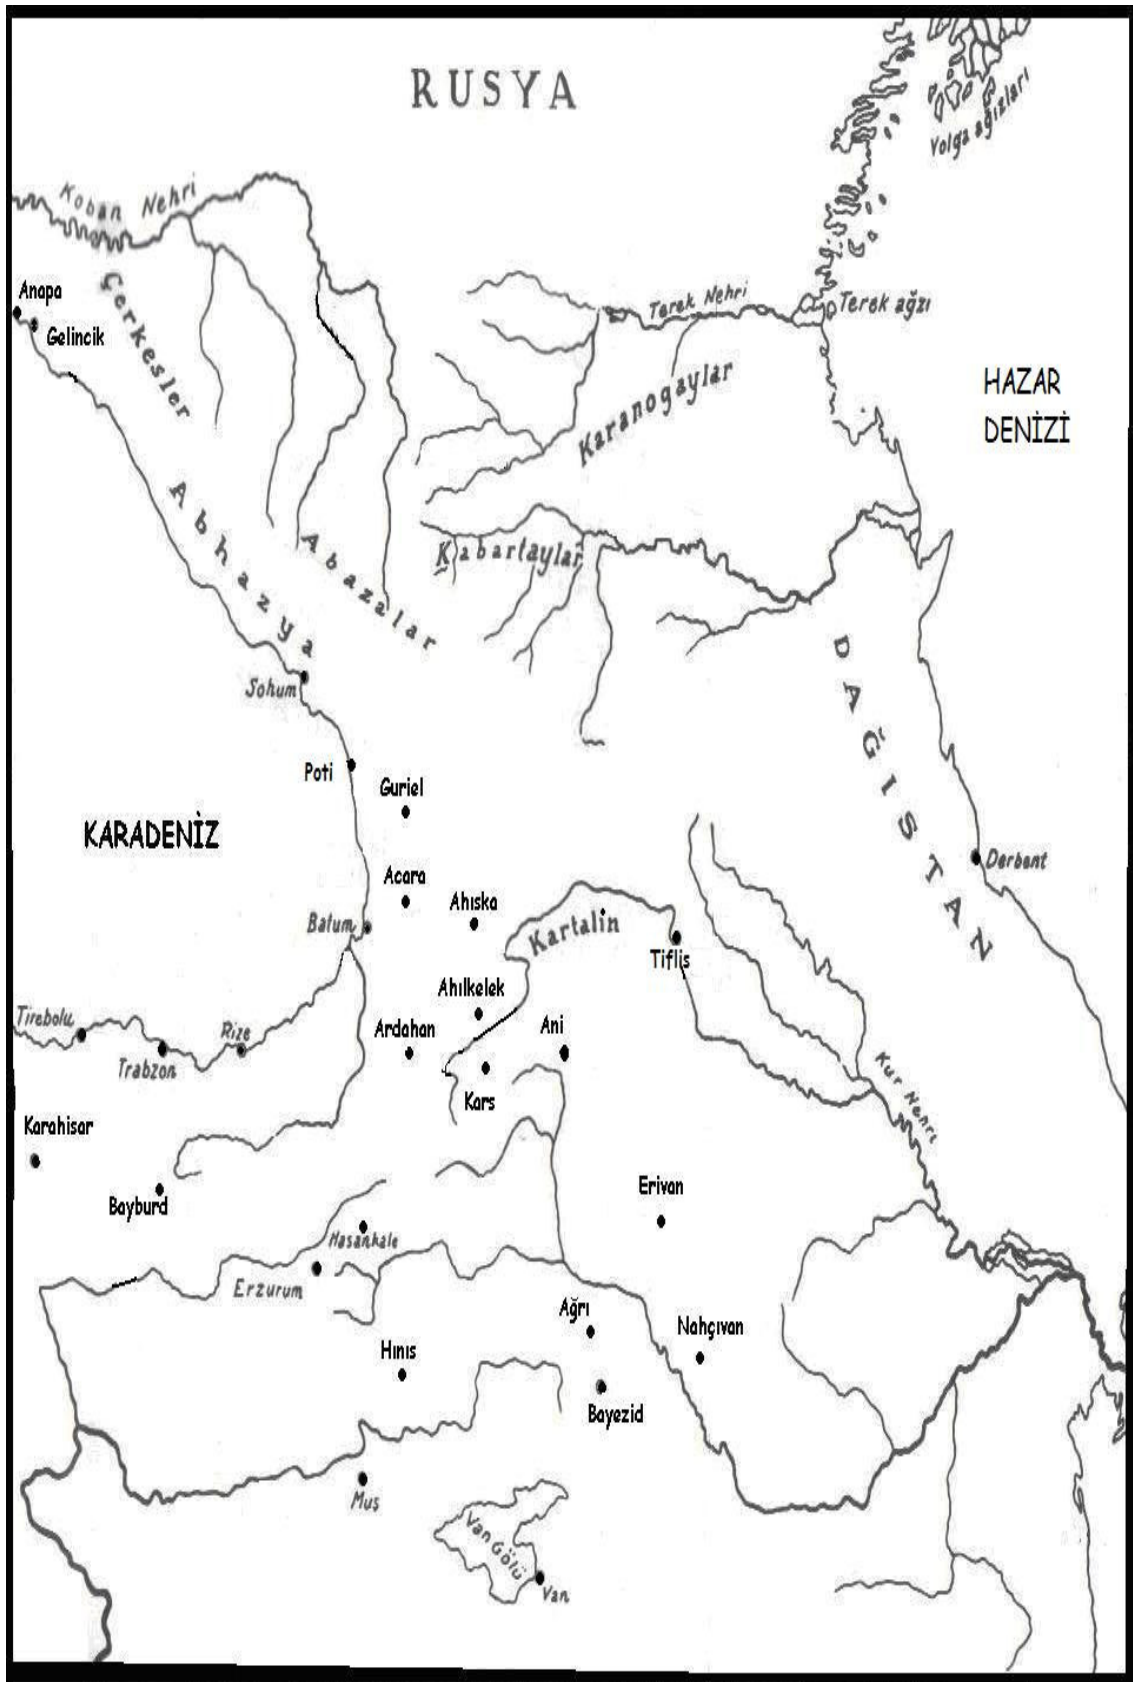 RUSYA
Volga ağızları
Koban Nehri
Anapa
Gelincik
Çerkesler
Terek Nehri
Terek ağzı
Karanogaylar
HAZAR
DENİZİ
Abhazya
Abazalar
Kabartaylar
Sohum
DAĞISTAN
Poti
Guriel
KARADENİZ
Derbent
Acara
Ahıska
Batum
Kartalin
Tiflis
Ahılkelek
Tirebolu
Trabzon
Rize
Ardahan
Ani
Kars
Kur Nehri
Karahisar
Bayburd
Erivan
Hasankale
Erzurum
Ağrı
Nahçıvan
Hınıs
Bayezid
Muş
Van Gölü
Van